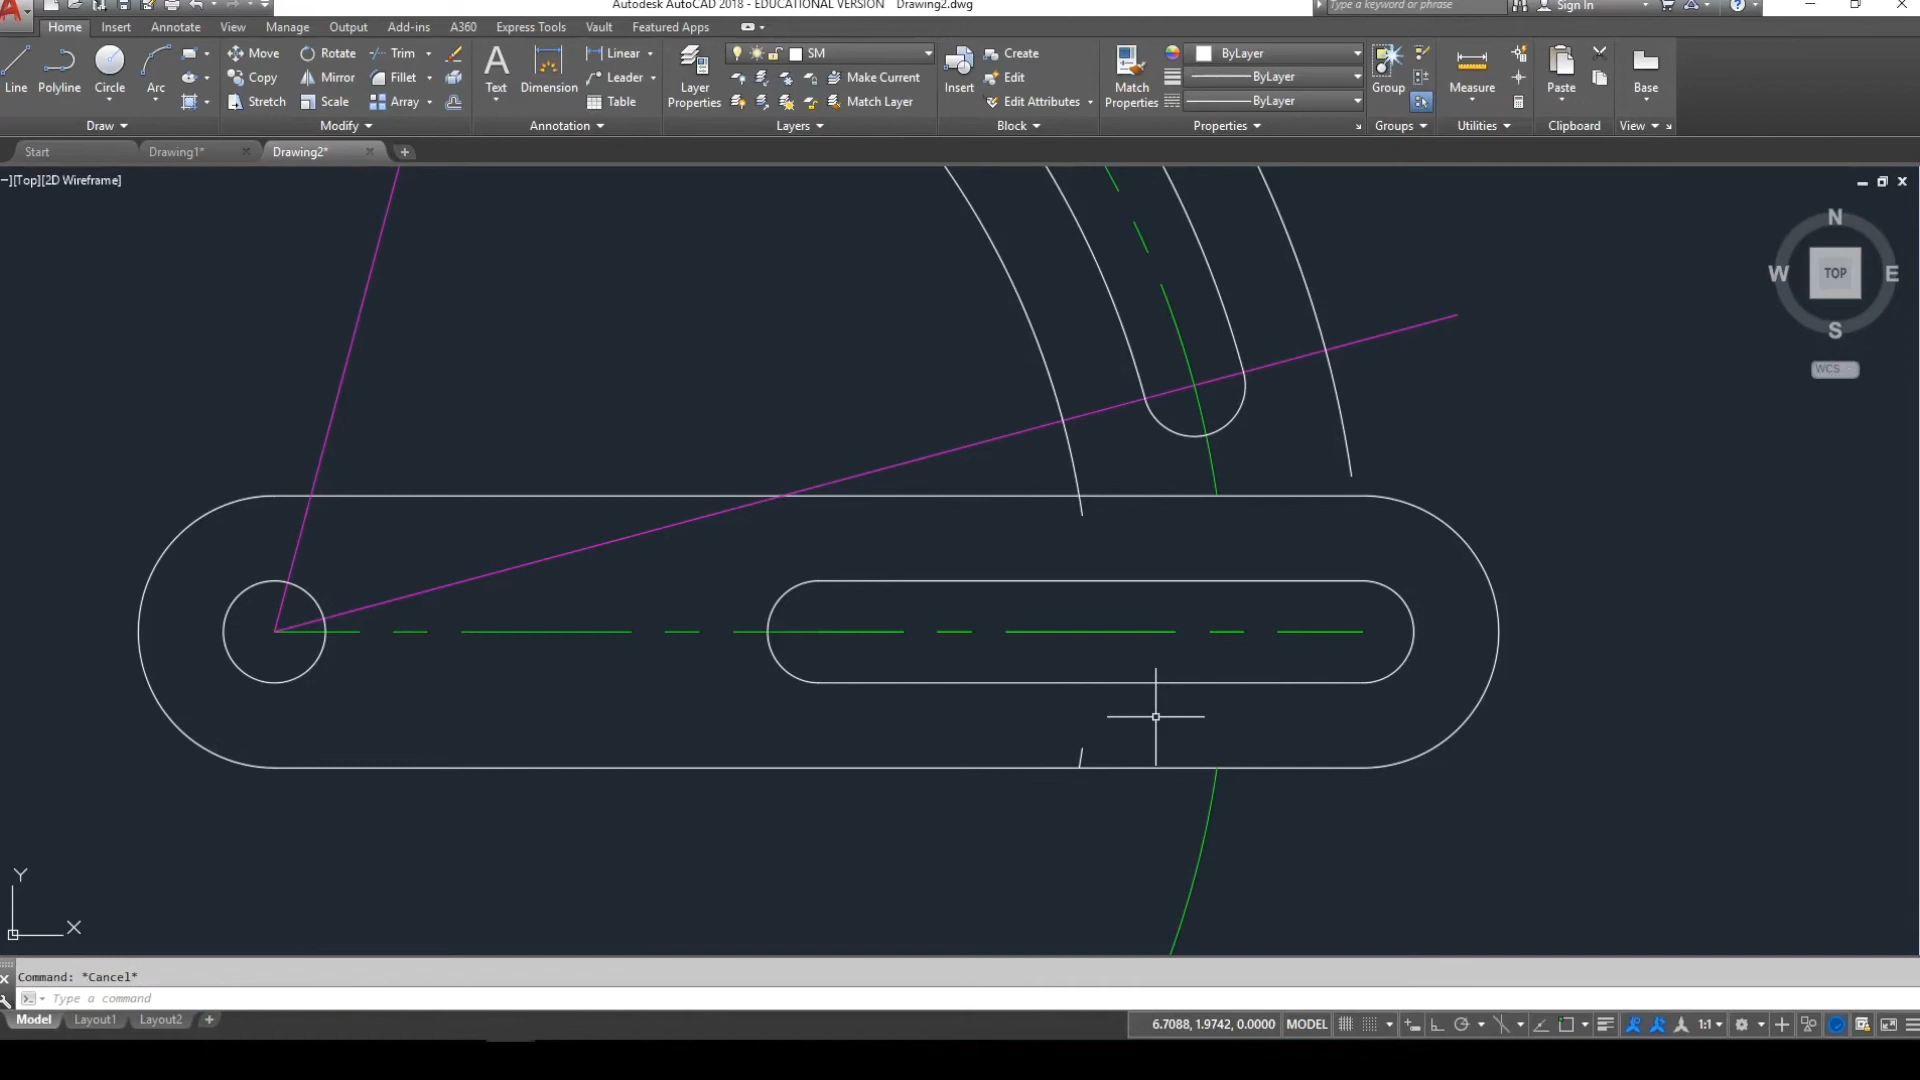 Autodesk AutoCAD 2018 - EDUCATIONAL VERSION Drawing2.dwg
Type a keyword or phrase
Sign In
Home Insert Annotate View Manage Output Add-ins A360 Express Tools Vault Featured Apps
Line Polyline Circle Arc
Move Rotate Trim
Copy Mirror Fillet
Stretch Scale Array
Text Dimension
Linear
Leader
Table
Layer Properties
SM
Make Current
Match Layer
Insert
Create
Edit
Edit Attributes
Match Properties
ByLayer
ByLayer
ByLayer
Group
Measure
Paste
Base
Draw Modify Annotation Layers Block Properties Groups Utilities Clipboard View
Start Drawing1* Drawing2*
[Top][2D Wireframe]
N
W TOP E
S
WCS
Y
X
Command: *Cancel*
Type a command
Model Layout1 Layout2
6.7088, 1.9742, 0.0000 MODEL 1:1